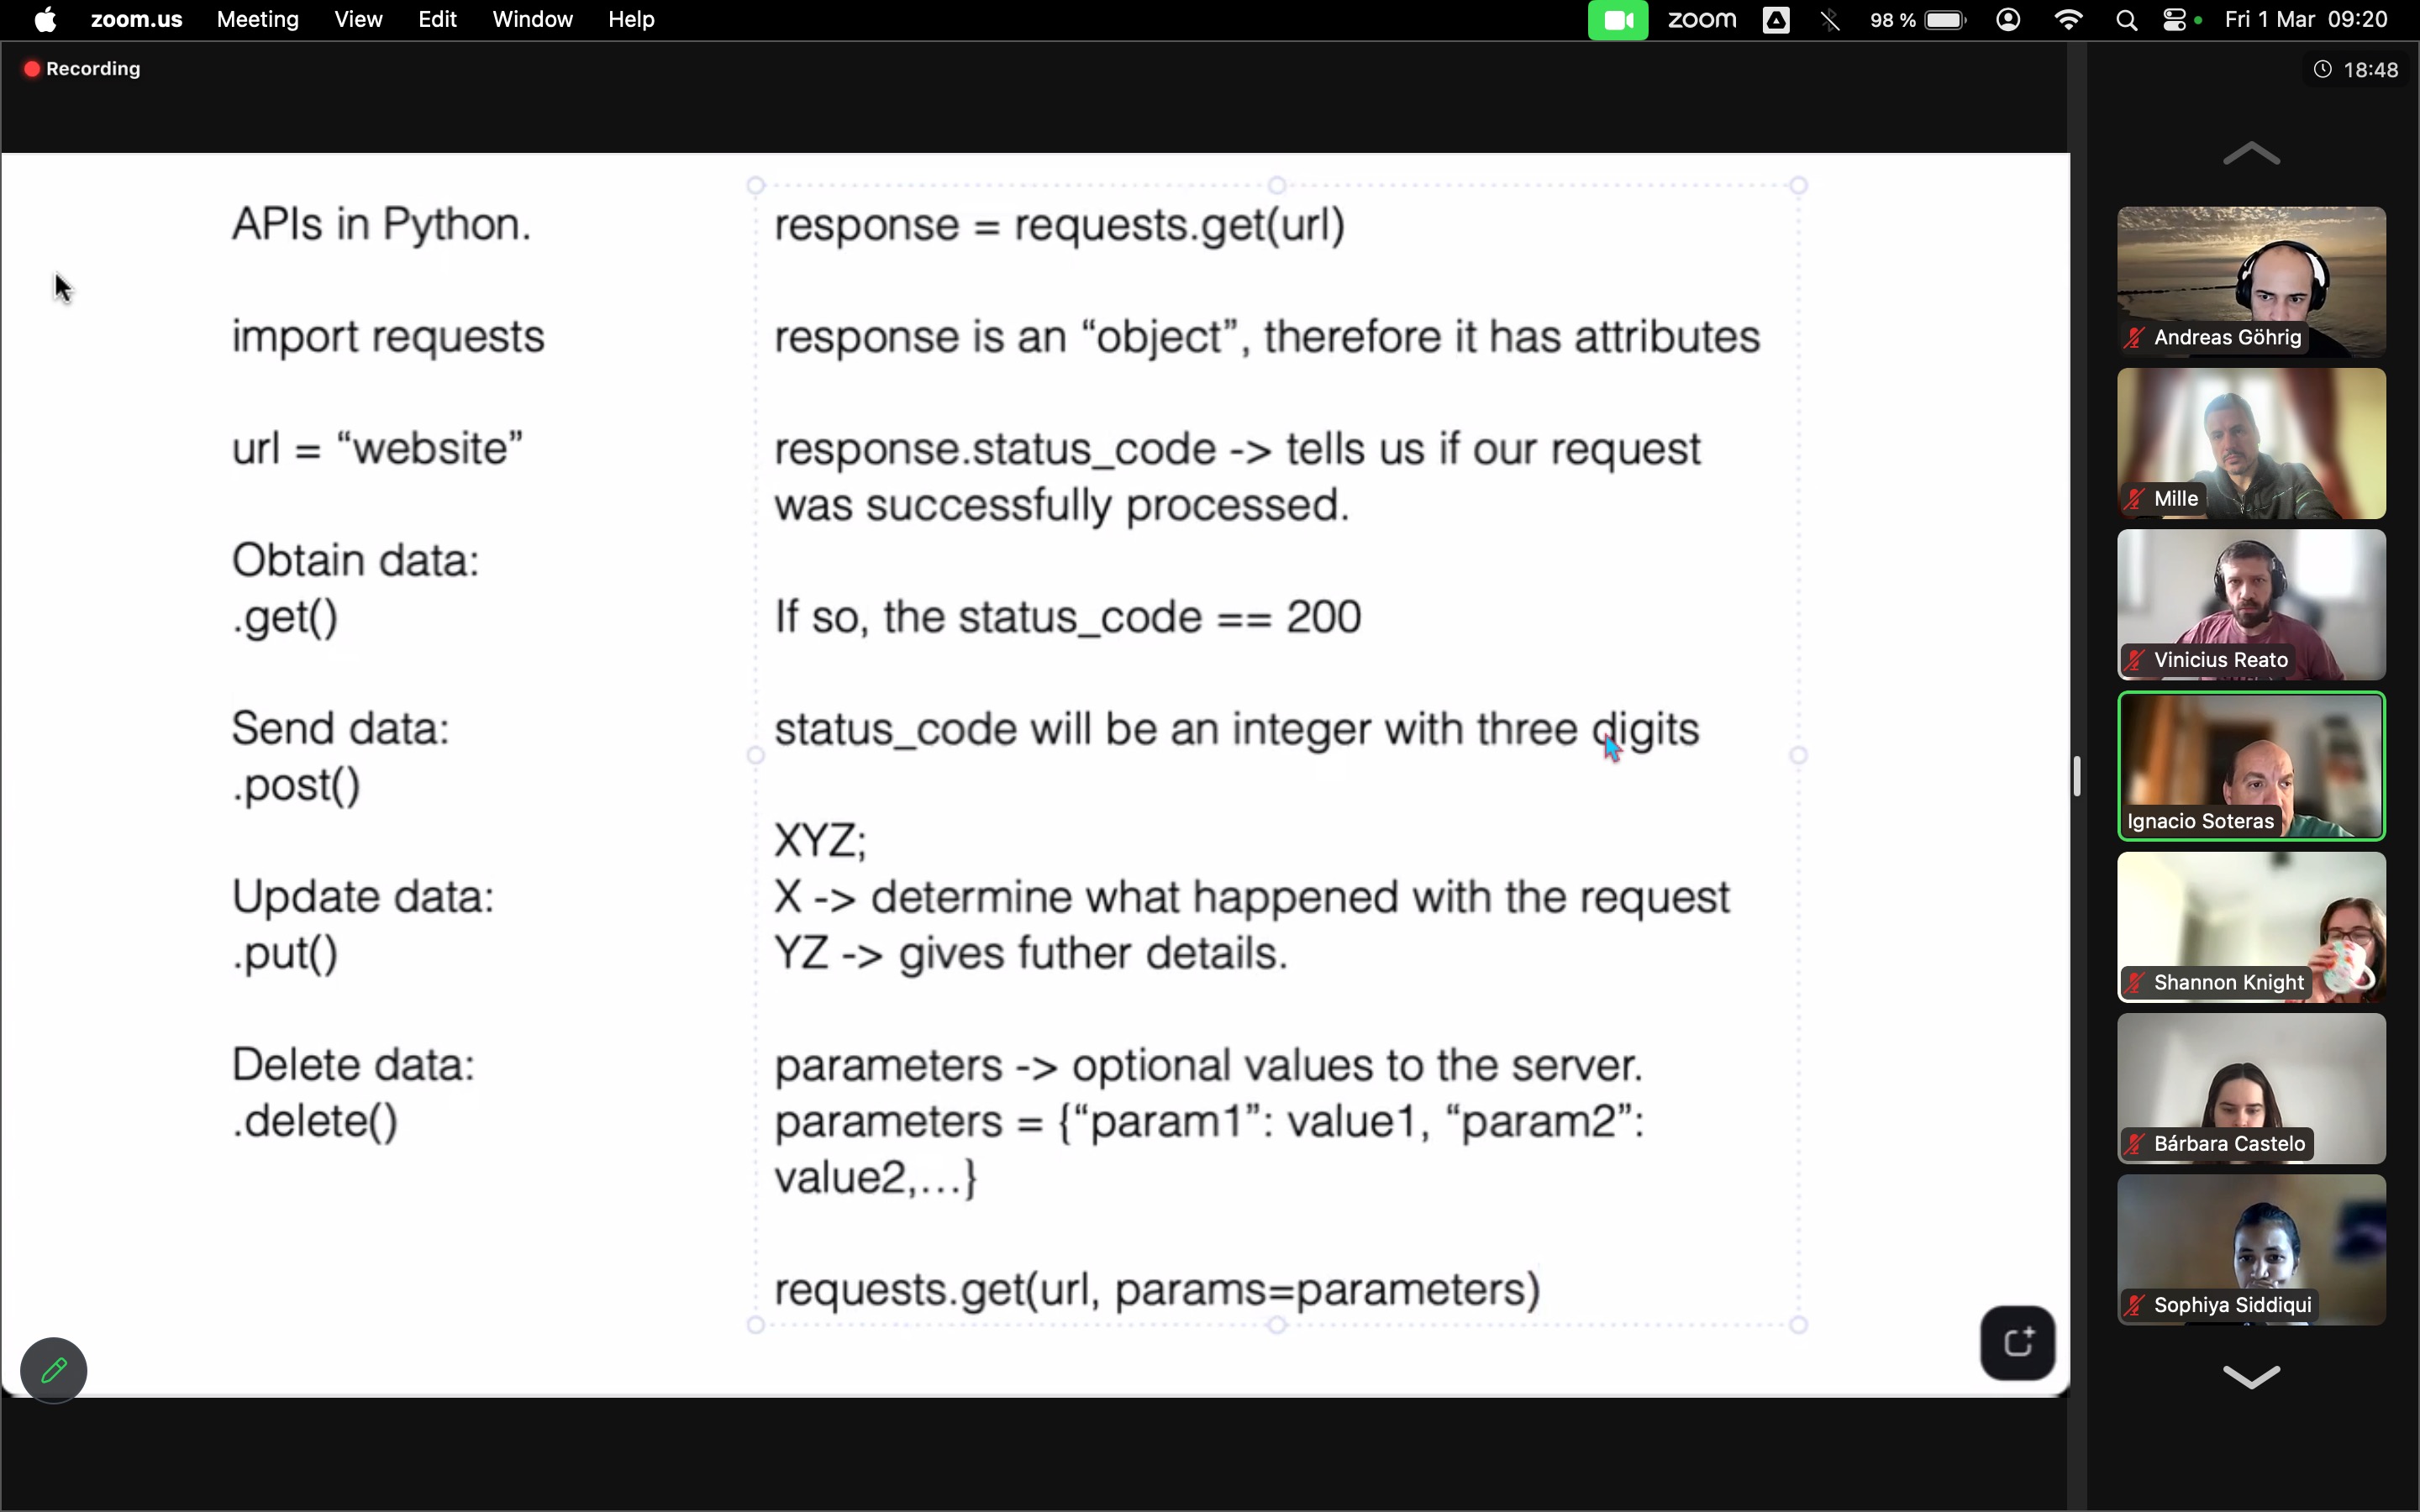 zoom.us Meeting View Edit Window Help
zoom 98 % Fri 1 Mar 09:20
Recording
18:48
APIs in Python.
import requests
url = “website”
Obtain data:
.get()
Send data:
.post()
Update data:
.put()
Delete data:
.delete()
response = requests.get(url)
response is an “object”, therefore it has attributes
response.status_code -> tells us if our request
was successfully processed.
If so, the status_code == 200
status_code will be an integer with three digits
XYZ;
X -> determine what happened with the request
YZ -> gives futher details.
parameters -> optional values to the server.
parameters = {“param1”: value1, “param2”:
value2,...}
requests.get(url, params=parameters)
Andreas Göhrig
Mille
Vinicius Reato
Ignacio Soteras
Shannon Knight
Bárbara Castelo
Sophiya Siddiqui